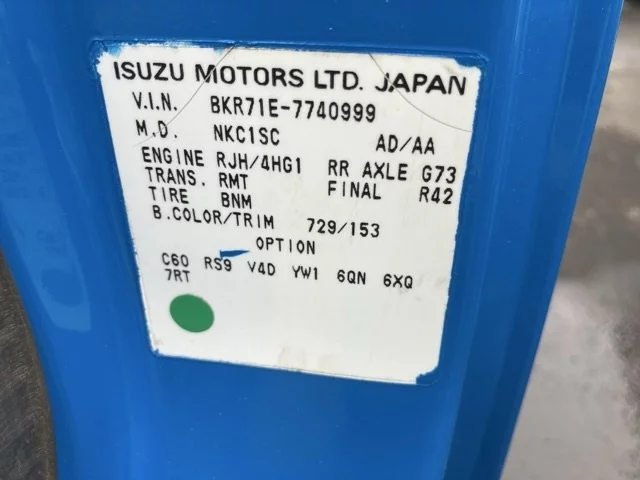 ISUZU MOTORS LTD. JAPAN
V.I.N. BKR71E-7740999
M.D. NKC1SC AD/AA
ENGINE RJH/4HG1 RR AXLE G73
TRANS. RMT FINAL R42
TIRE BNM
B.COLOR/TRIM 729/153
OPTION
C60 RS9 V4D YW1 6QN 6XQ
7RT